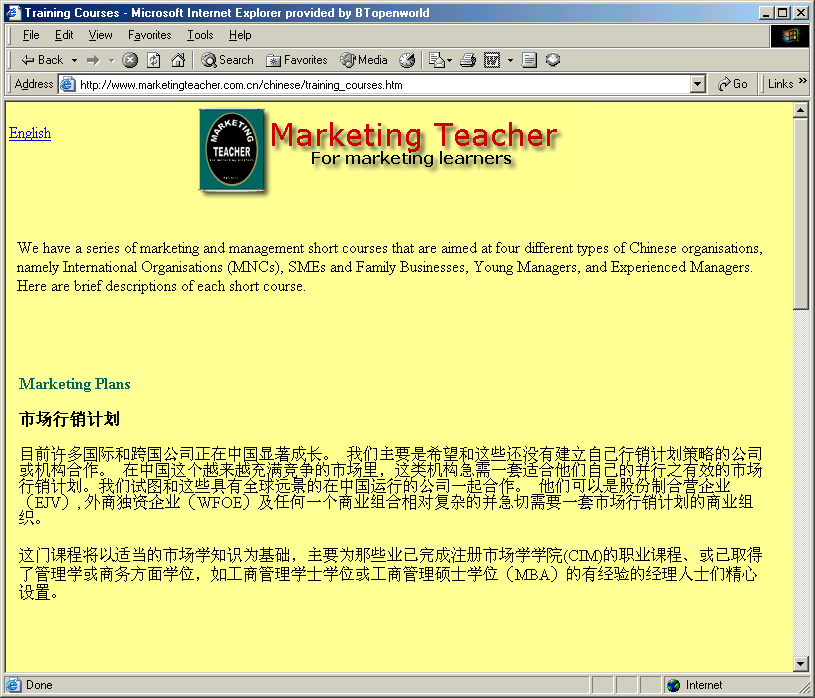 Training Courses - Microsoft Internet Explorer provided by BTopenworld
File Edit View Favorites Tools Help
Back Search Favorites Media
Address http://www.marketingteacher.com.cn/chinese/training_courses.htm Go Links »
English
MARKETING
TEACHER
Marketing Teacher
For marketing learners
We have a series of marketing and management short courses that are aimed at four different types of Chinese organisations,
namely International Organisations (MNCs), SMEs and Family Businesses, Young Managers, and Experienced Managers.
Here are brief descriptions of each short course.
Marketing Plans
市场行销计划
目前许多国际和跨国公司正在中国显著成长。 我们主要是希望和这些还没有建立自己行销计划策略的公司
或机构合作。 在中国这个越来越充满竞争的市场里，这类机构急需一套适合他们自己的并行之有效的市场
行销计划。我们试图和这些具有全球远景的在中国运行的公司一起合作。 他们可以是股份制合营企业
（EJV）, 外商独资企业（WFOE）及任何一个商业组合相对复杂的并急切需要一套市场行销计划的商业组
织。
这门课程将以适当的市场学知识为基础，主要为那些业已完成注册市场学学院(CIM)的职业课程、或已取得
了管理学或商务方面学位，如工商管理学士学位或工商管理硕士学位（MBA）的有经验的经理人士们精心
设置。
Done Internet